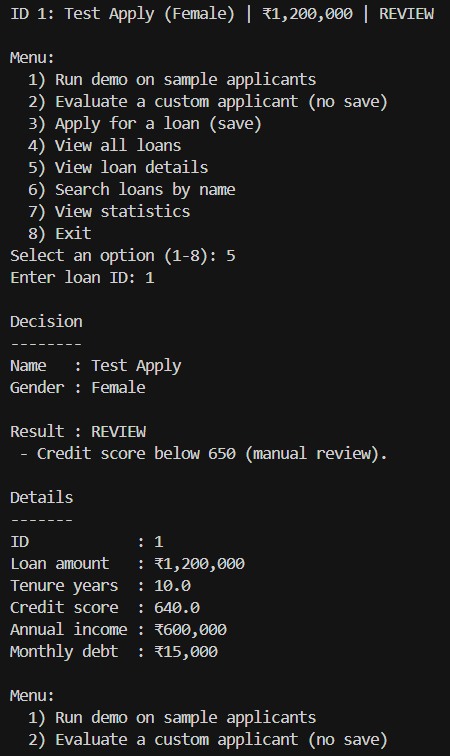 ID 1: Test Apply (Female) | ₹1,200,000 | REVIEW

Menu:
  1) Run demo on sample applicants
  2) Evaluate a custom applicant (no save)
  3) Apply for a loan (save)
  4) View all loans
  5) View loan details
  6) Search loans by name
  7) View statistics
  8) Exit
Select an option (1-8): 5
Enter loan ID: 1

Decision
--------
Name   : Test Apply
Gender : Female

Result : REVIEW
 - Credit score below 650 (manual review).

Details
-------
ID            : 1
Loan amount   : ₹1,200,000
Tenure years  : 10.0
Credit score  : 640.0
Annual income : ₹600,000
Monthly debt  : ₹15,000

Menu:
  1) Run demo on sample applicants
  2) Evaluate a custom applicant (no save)